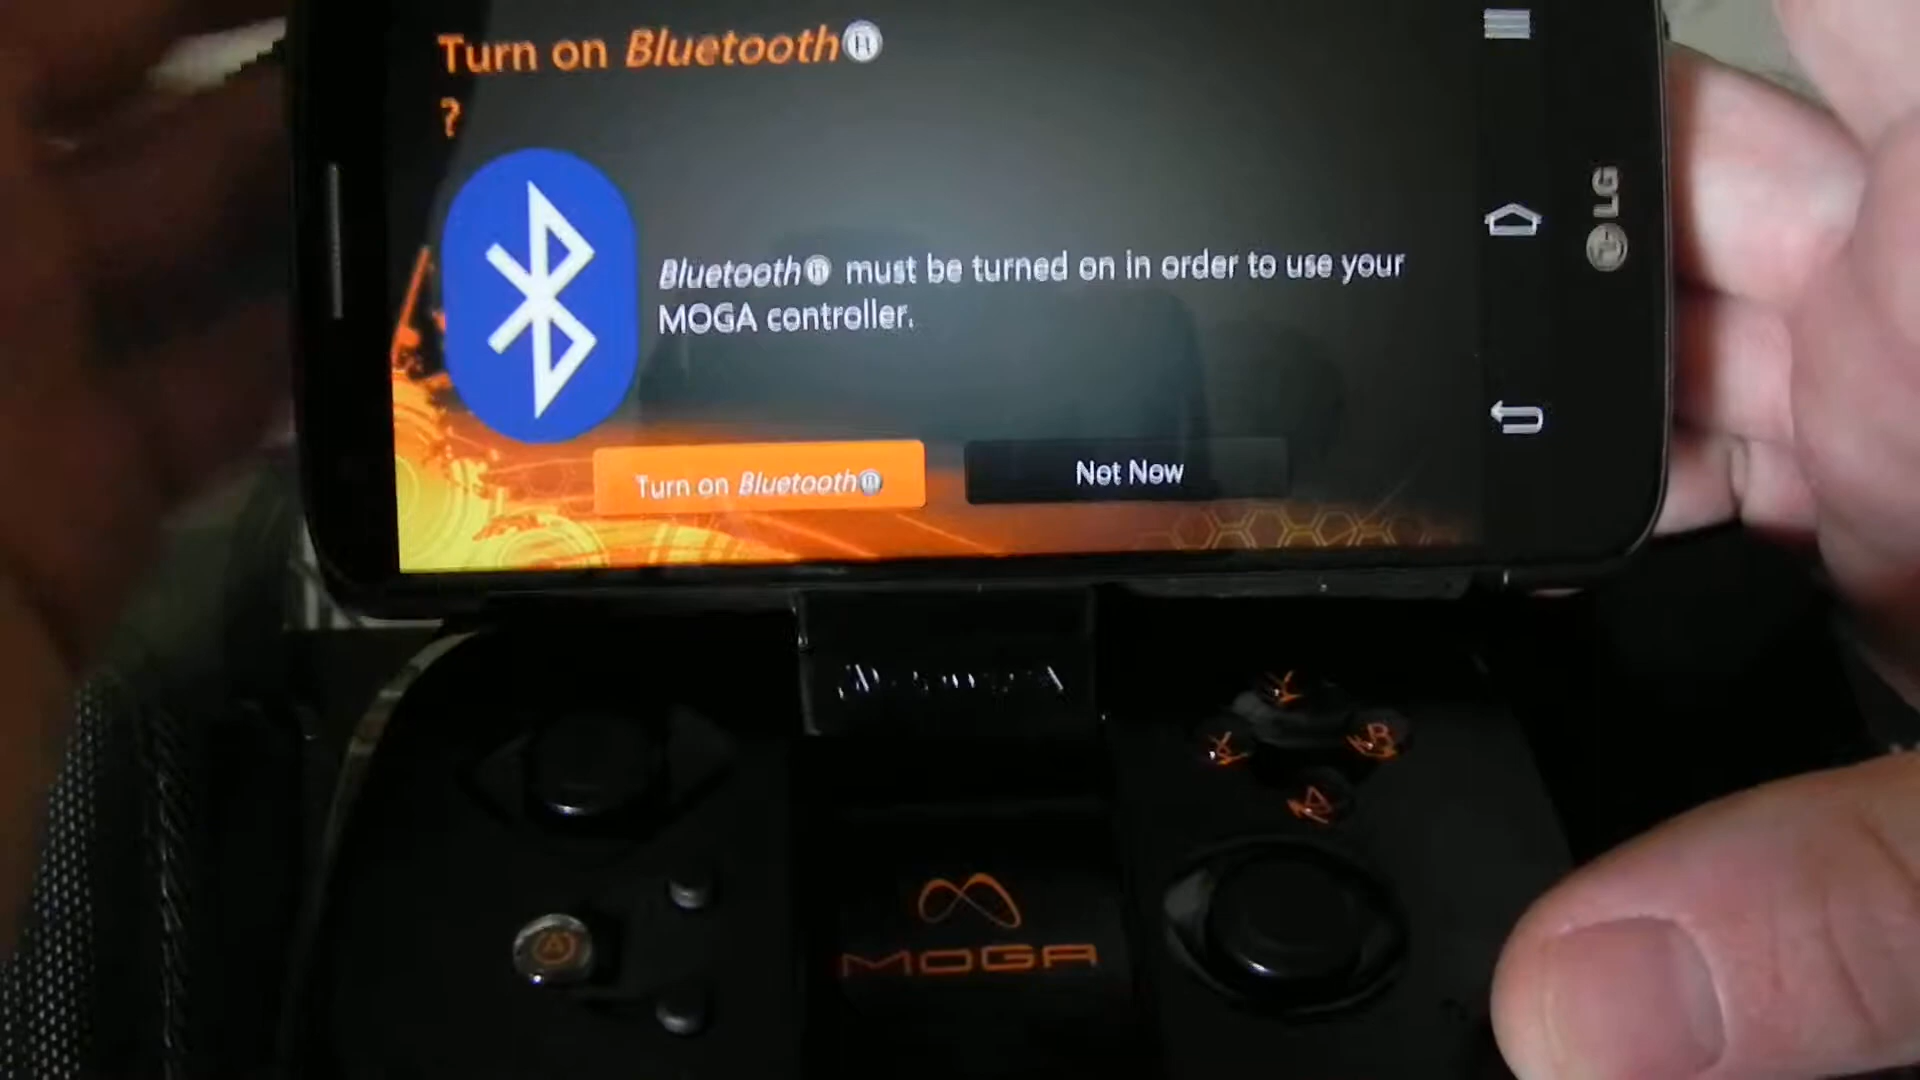 Turn on Bluetooth®
?
Bluetooth® must be turned on in order to use your
MOGA controller.
Turn on Bluetooth®
Not Now
LG
Y
X
B
A
MOGA